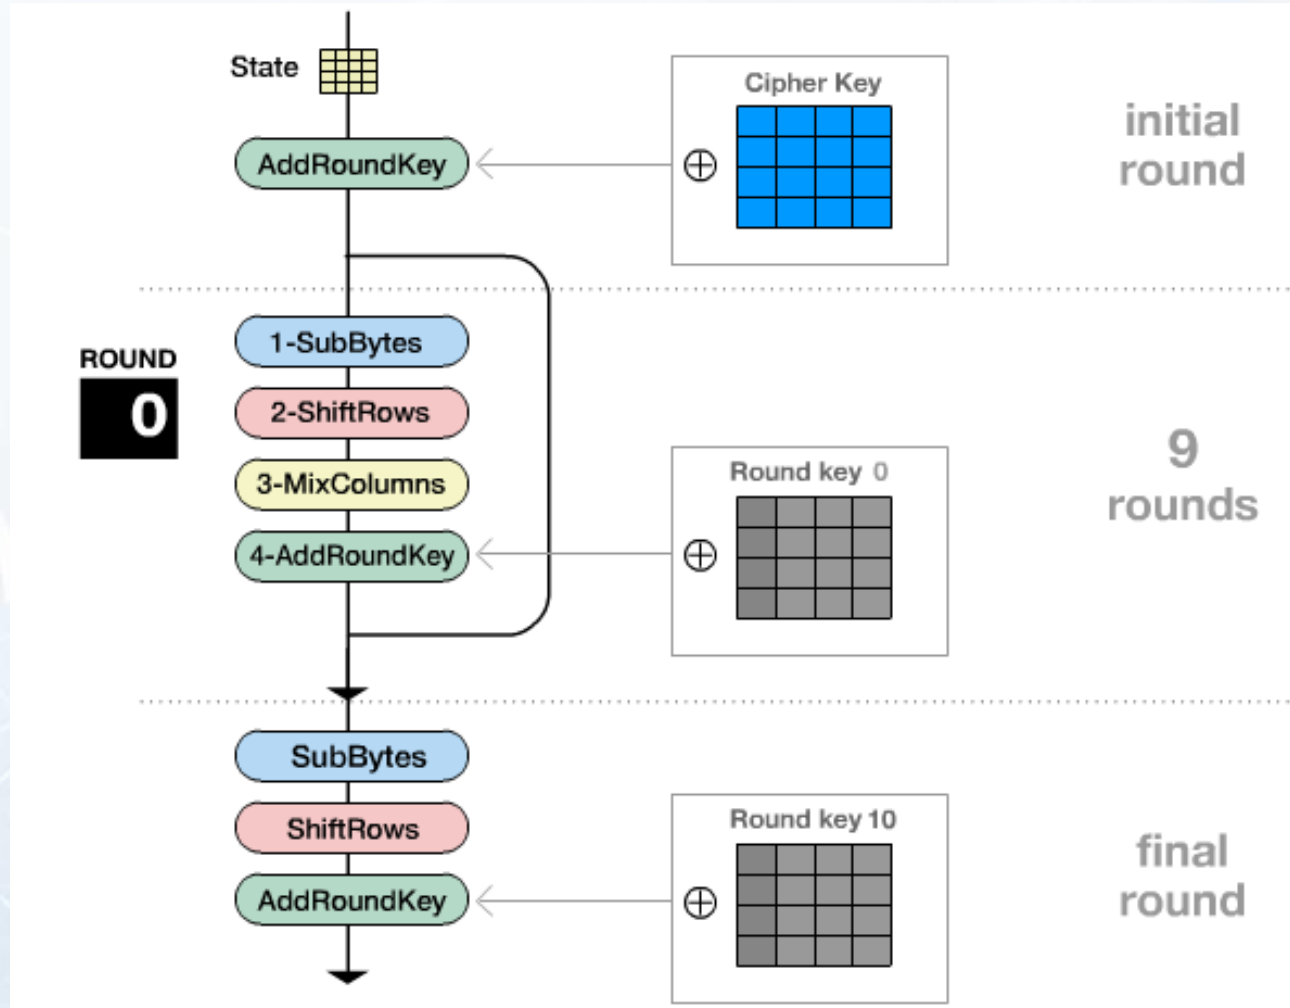 State
Cipher Key
initial
round
AddRoundKey
ROUND
0
1-SubBytes
2-ShiftRows
3-MixColumns
4-AddRoundKey
Round key 0
9
rounds
SubBytes
ShiftRows
AddRoundKey
Round key 10
final
round